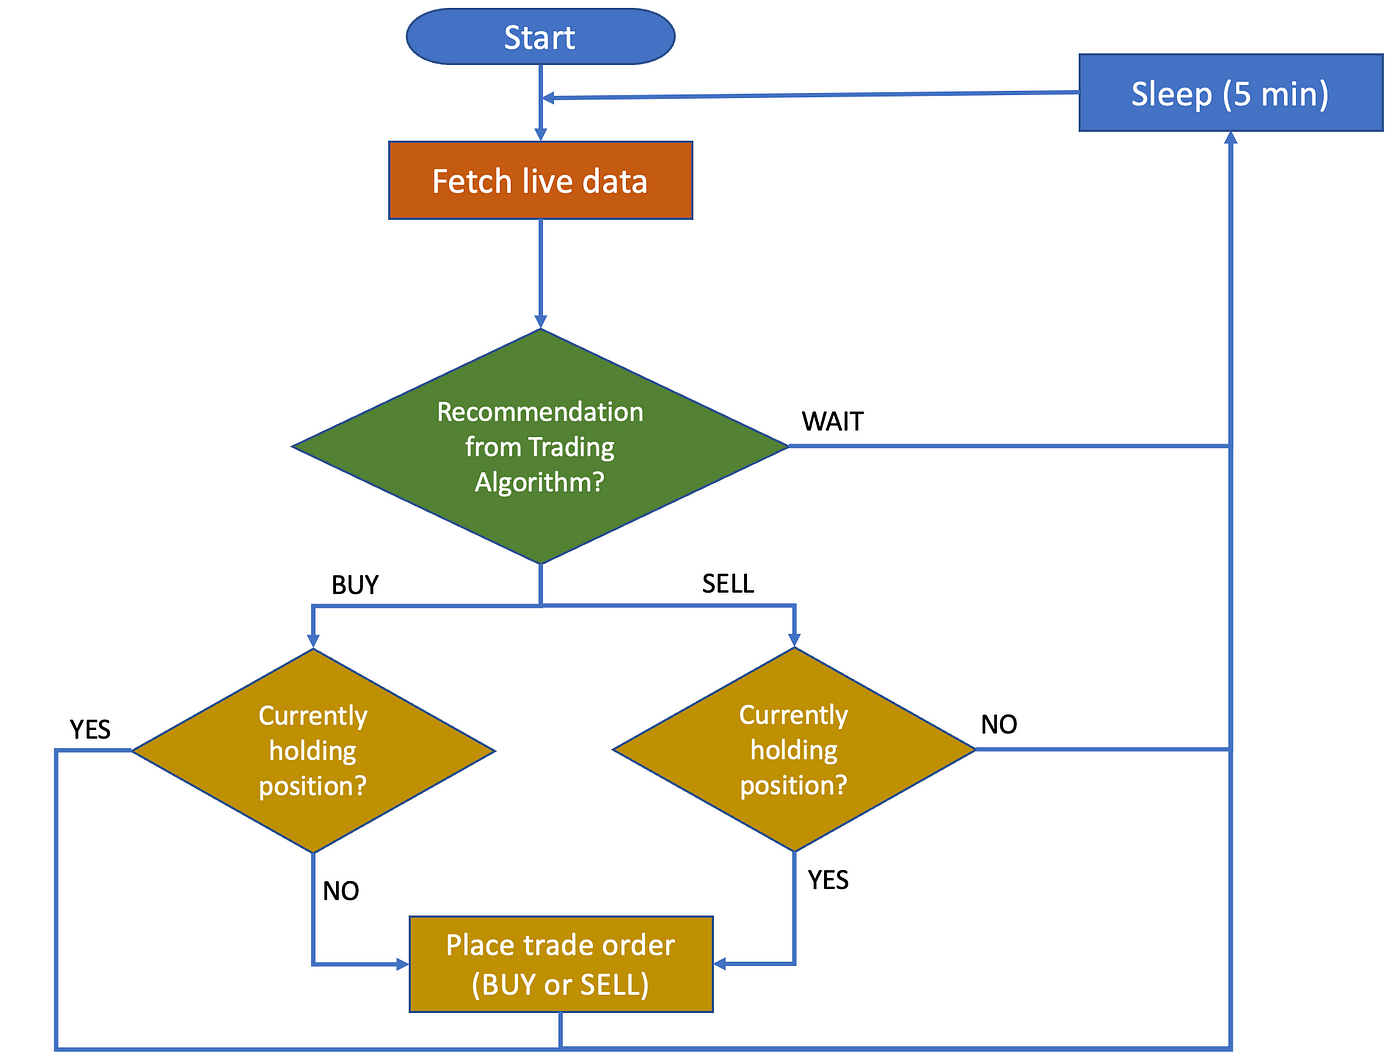 Start
Sleep (5 min)
Fetch live data
Recommendation
from Trading
Algorithm?
WAIT
BUY
SELL
Currently
holding
position?
YES
NO
Currently
holding
position?
NO
YES
Place trade order
(BUY or SELL)